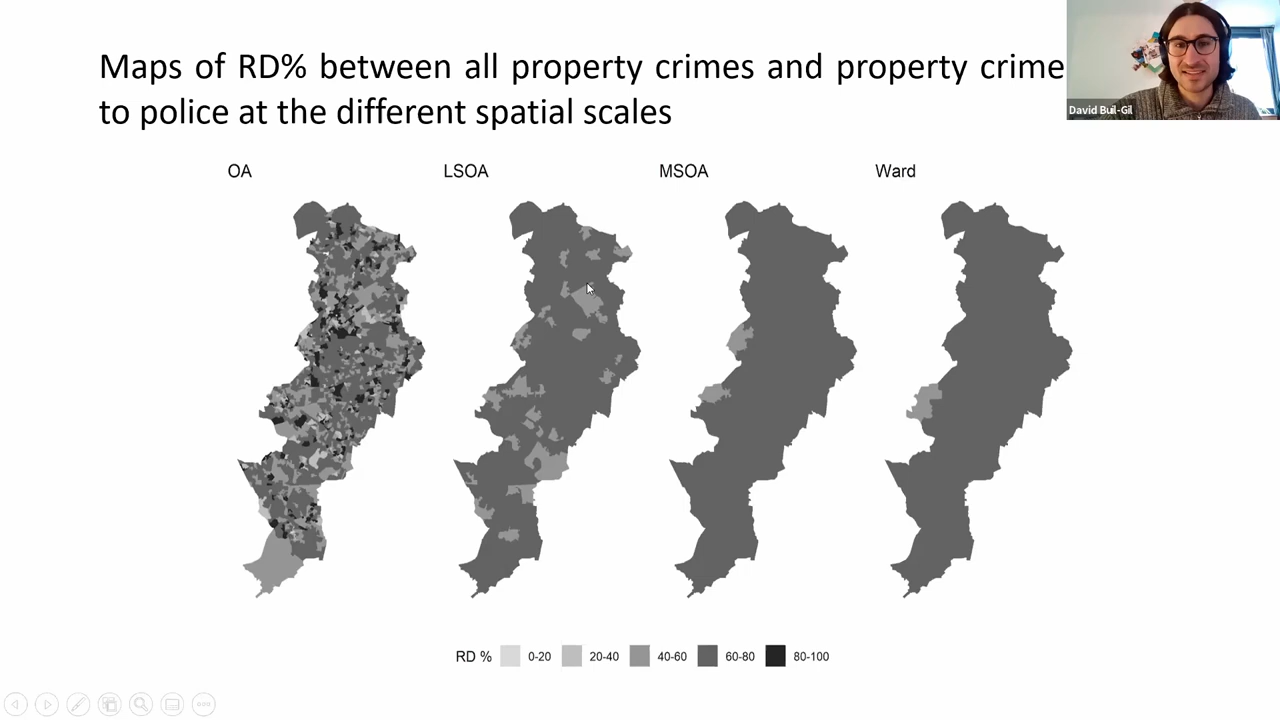 Maps of RD% between all property crimes and property crime
to police at the different spatial scales
David Buil-Gil
OA
LSOA
MSOA
Ward
RD %
0-20
20-40
40-60
60-80
80-100